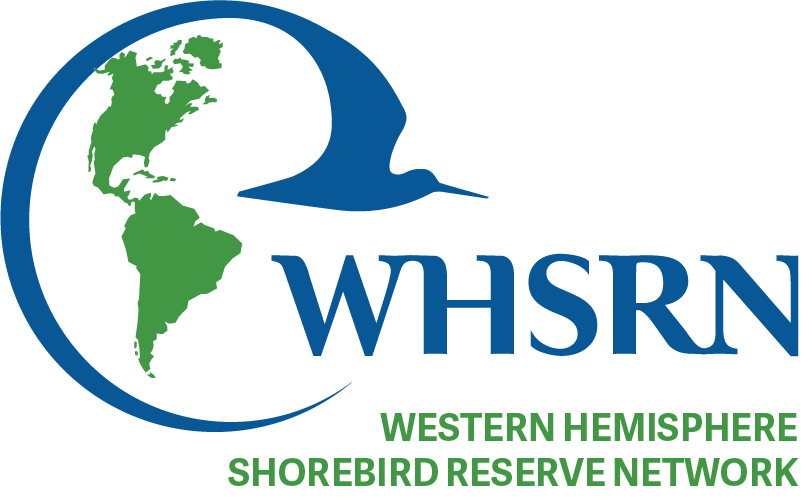 WHSRN
WESTERN HEMISPHERE
SHOREBIRD RESERVE NETWORK